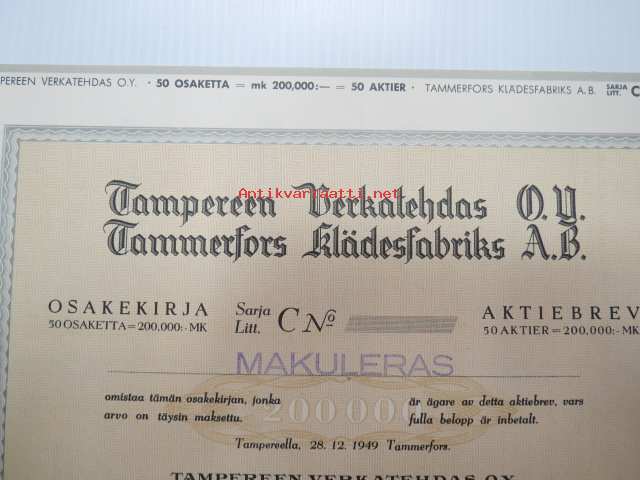 PEREEN VERKATEHDAS O.Y. · 50 OSAKETTA = mk 200,000:— = 50 AKTIER · TAMMERFORS KLÄDESFABRIKS A.B. SARJA LITT. C
Tampereen Verkatehdas O.Y.
Antikvariaatti.net
Tammerfors Klädesfabriks A.B.
OSAKEKIRJA Sarja Litt. C No AKTIEBREV
50 OSAKETTA=200,000:-MK 50 AKTIER=200,000:-MK
MAKULERAS
omistaa tämän osakekirjan, jonka är ägare av detta aktiebrev, vars
arvo on täysin maksettu. 200 000 fulla belopp är inbetalt.
Tampereella, 28. 12. 1949 Tammerfors.
TAMPEREEN VERKATEHDAS O.Y.